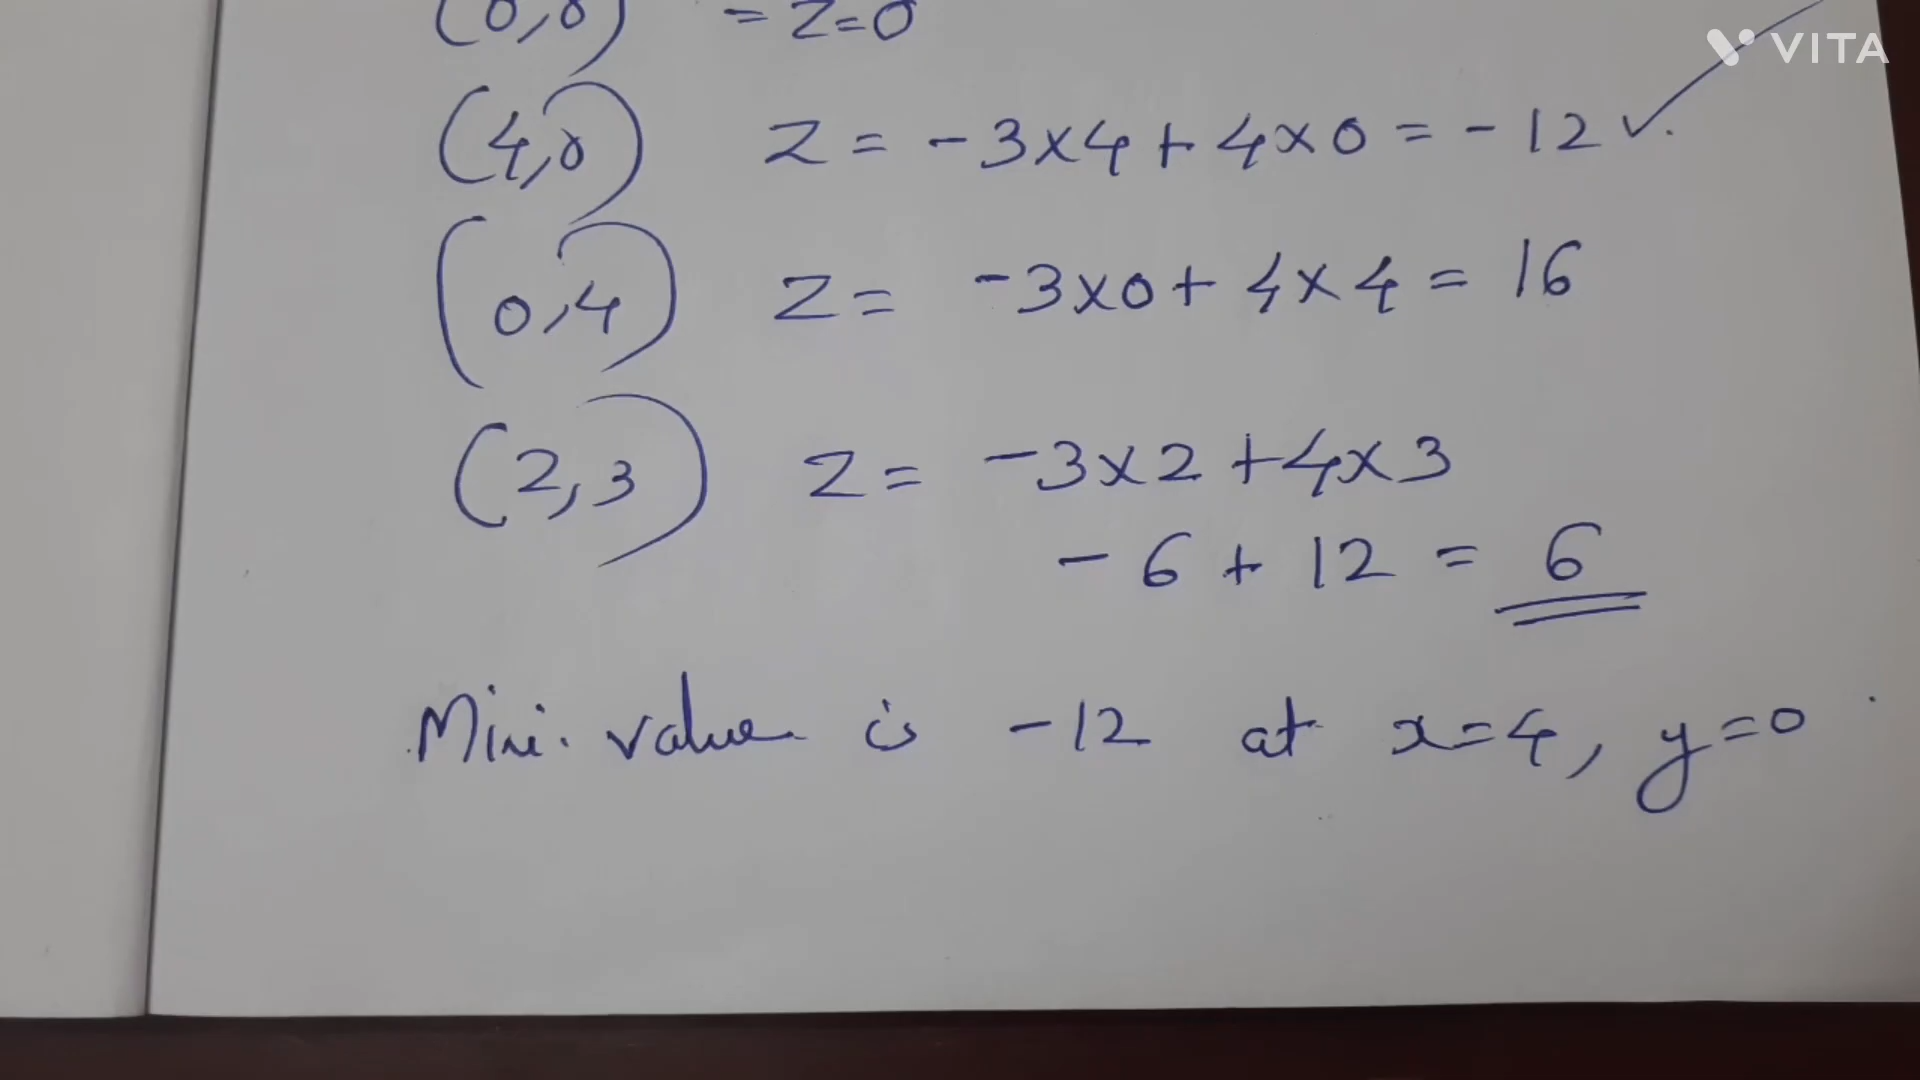 (0,0) = Z=0
VITA
(4,0) Z = -3x4 + 4x0 = -12 ✓.
(0,4) Z = -3x0 + 4x4 = 16
(2,3) Z = -3x2 +4x3
-6 + 12 = 6
Mini. value is -12 at x=4, y=0